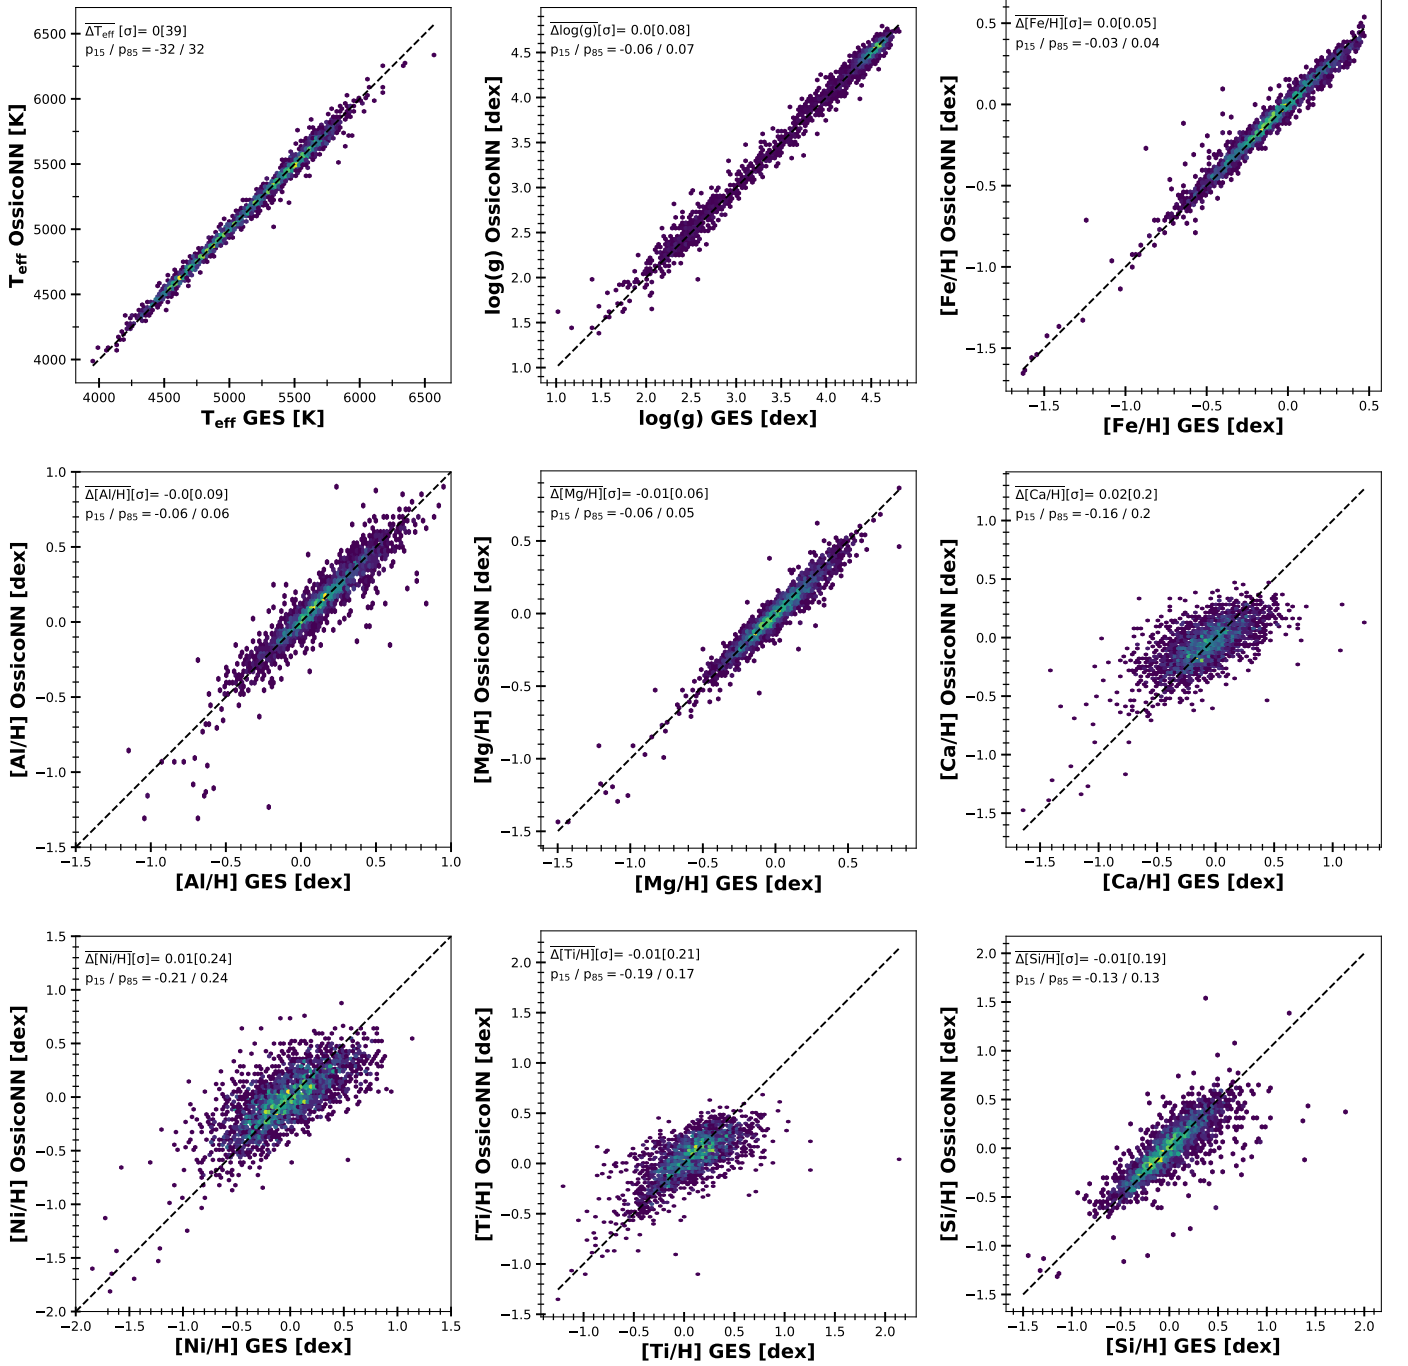 ΔTeff [σ]= 0[39]
p15 / p85 = -32 / 32
6500
6000
5500
5000
4500
4000
Teff OssicoNN [K]
4000 4500 5000 5500 6000 6500
Teff GES [K]
Δlog(g)[σ]= 0.0[0.08]
p15 / p85 = -0.06 / 0.07
4.5
4.0
3.5
3.0
2.5
2.0
1.5
1.0
log(g) OssicoNN [dex]
1.0 1.5 2.0 2.5 3.0 3.5 4.0 4.5
log(g) GES [dex]
Δ[Fe/H][σ]= 0.0[0.05]
p15 / p85 = -0.03 / 0.04
0.5
0.0
−0.5
−1.0
−1.5
[Fe/H] OssicoNN [dex]
−1.5 −1.0 −0.5 0.0 0.5
[Fe/H] GES [dex]
Δ[Al/H][σ]= -0.0[0.09]
p15 / p85 = -0.06 / 0.06
1.0
0.5
0.0
−0.5
−1.0
−1.5
[Al/H] OssicoNN [dex]
−1.5 −1.0 −0.5 0.0 0.5 1.0
[Al/H] GES [dex]
Δ[Mg/H][σ]= -0.01[0.06]
p15 / p85 = -0.06 / 0.05
0.5
0.0
−0.5
−1.0
−1.5
[Mg/H] OssicoNN [dex]
−1.5 −1.0 −0.5 0.0 0.5
[Mg/H] GES [dex]
Δ[Ca/H][σ]= 0.02[0.2]
p15 / p85 = -0.16 / 0.2
1.0
0.5
0.0
−0.5
−1.0
−1.5
[Ca/H] OssicoNN [dex]
−1.5 −1.0 −0.5 0.0 0.5 1.0
[Ca/H] GES [dex]
Δ[Ni/H][σ]= 0.01[0.24]
p15 / p85 = -0.21 / 0.24
1.5
1.0
0.5
0.0
−0.5
−1.0
−1.5
−2.0
[Ni/H] OssicoNN [dex]
−2.0 −1.5 −1.0 −0.5 0.0 0.5 1.0 1.5
[Ni/H] GES [dex]
Δ[Ti/H][σ]= -0.01[0.21]
p15 / p85 = -0.19 / 0.17
2.0
1.5
1.0
0.5
0.0
−0.5
−1.0
−1.5
[Ti/H] OssicoNN [dex]
−1.0 −0.5 0.0 0.5 1.0 1.5 2.0
[Ti/H] GES [dex]
Δ[Si/H][σ]= -0.01[0.19]
p15 / p85 = -0.13 / 0.13
2.0
1.5
1.0
0.5
0.0
−0.5
−1.0
−1.5
[Si/H] OssicoNN [dex]
−1.5 −1.0 −0.5 0.0 0.5 1.0 1.5 2.0
[Si/H] GES [dex]